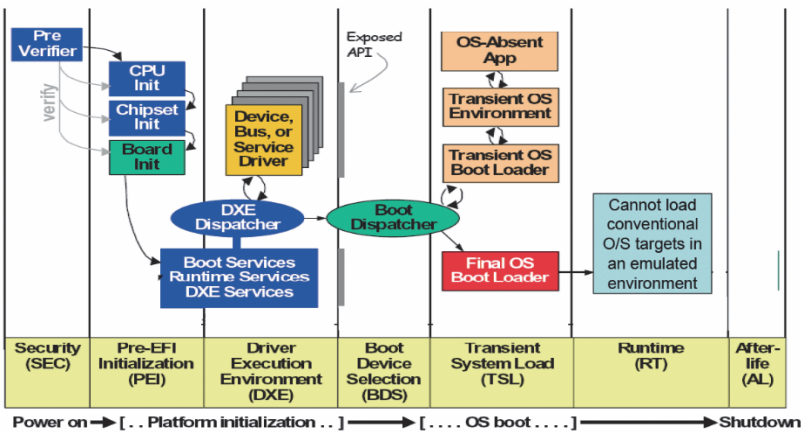 Pre
Verifier
verify
CPU
Init
Chipset
Init
Board
Init
Device,
Bus, or
Service
Driver
Exposed
API
DXE
Dispatcher
Boot Services
Runtime Services
DXE Services
Boot
Dispatcher
OS-Absent
App
Transient OS
Environment
Transient OS
Boot Loader
Final OS
Boot Loader
Cannot load
conventional
O/S targets in
an emulated
environment
Security
(SEC)
Pre-EFI
Initialization
(PEI)
Driver
Execution
Environment
(DXE)
Boot
Device
Selection
(BDS)
Transient
System Load
(TSL)
Runtime
(RT)
After-
life
(AL)
Power on [ . . Platform initialization . . ] [ . . . . OS boot . . . . ] Shutdown